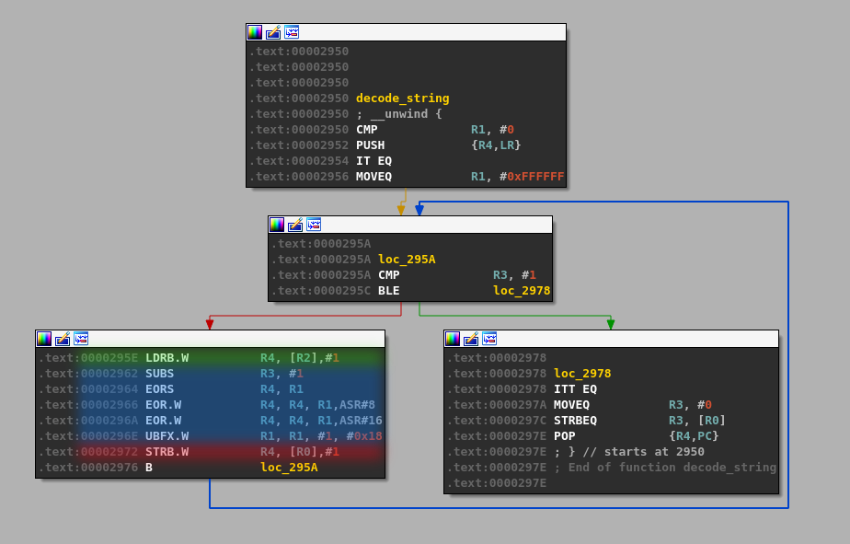 .text:00002950
.text:00002950
.text:00002950
.text:00002950 decode_string
.text:00002950 ; __unwind {
.text:00002950 CMP R1, #0
.text:00002952 PUSH {R4,LR}
.text:00002954 IT EQ
.text:00002956 MOVEQ R1, #0xFFFFFF
.text:0000295A
.text:0000295A loc_295A
.text:0000295A CMP R3, #1
.text:0000295C BLE loc_2978
.text:0000295E LDRB.W R4, [R2],#1
.text:00002962 SUBS R3, #1
.text:00002964 EORS R4, R1
.text:00002966 EOR.W R4, R4, R1,ASR#8
.text:0000296A EOR.W R4, R4, R1,ASR#16
.text:0000296E UBFX.W R1, R1, #1, #0x18
.text:00002972 STRB.W R4, [R0],#1
.text:00002976 B loc_295A
.text:00002978
.text:00002978 loc_2978
.text:00002978 ITT EQ
.text:0000297A MOVEQ R3, #0
.text:0000297C STRBEQ R3, [R0]
.text:0000297E POP {R4,PC}
.text:0000297E ; } // starts at 2950
.text:0000297E ; End of function decode_string
.text:0000297E